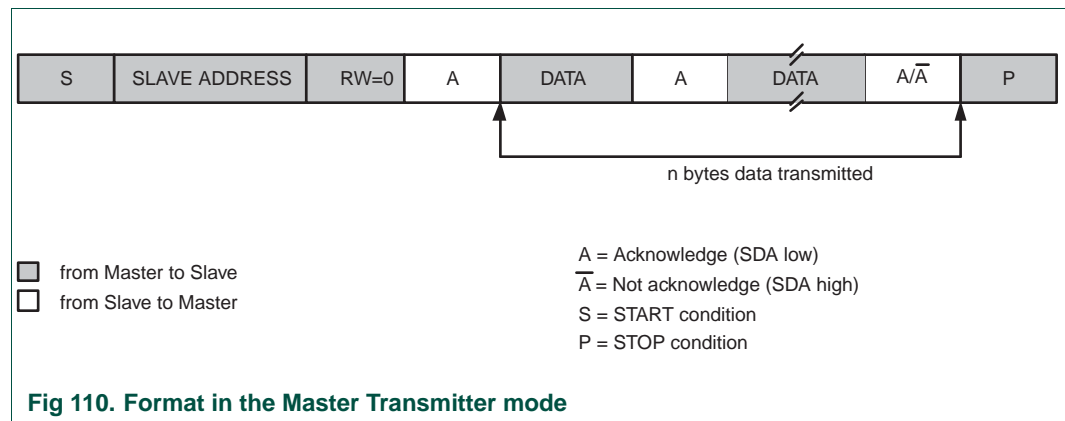 S SLAVE ADDRESS RW=0 A DATA A DATA A/A̅ P
n bytes data transmitted
from Master to Slave
from Slave to Master
A = Acknowledge (SDA low)
A̅ = Not acknowledge (SDA high)
S = START condition
P = STOP condition
Fig 110. Format in the Master Transmitter mode